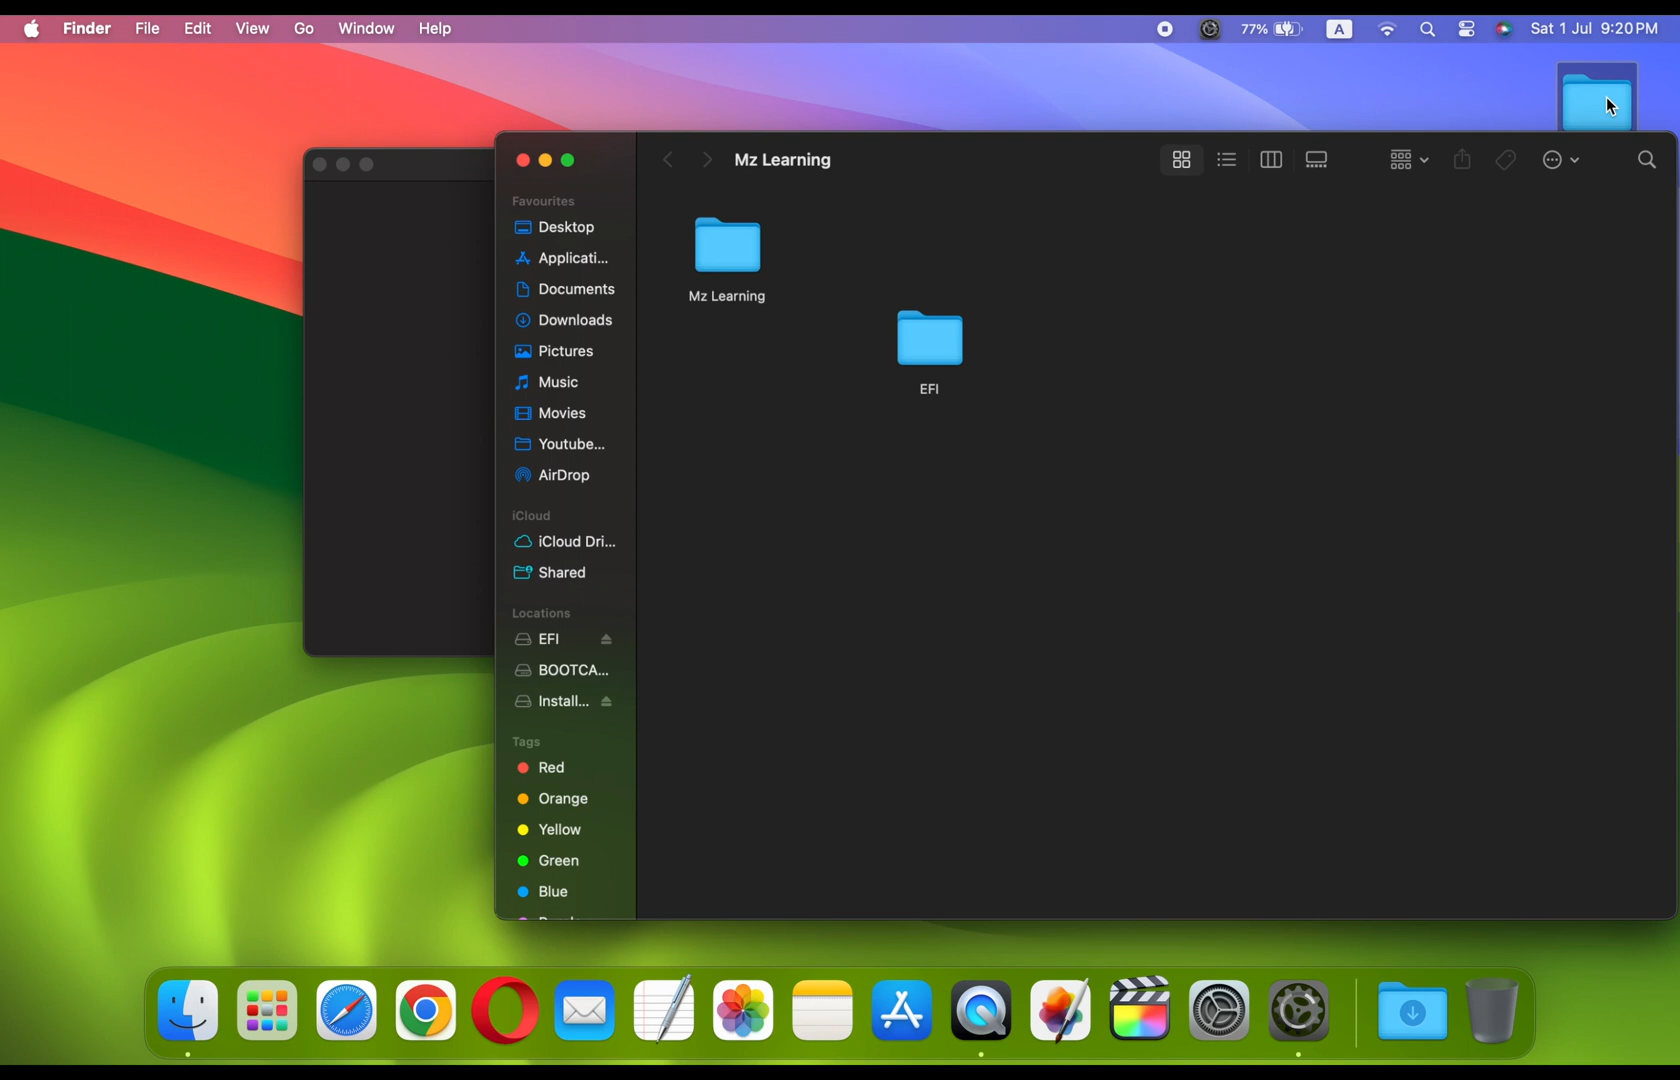 Finder File Edit View Go Window Help 77% A Sat 1 Jul 9:20 PM
Mz Learning
Favourites
Desktop
Applicati...
Documents
Downloads
Pictures
Music
Movies
Youtube...
AirDrop
iCloud
iCloud Dri...
Shared
Locations
EFI
BOOTCA...
Install...
Tags
Red
Orange
Yellow
Green
Blue
Mz Learning
EFI